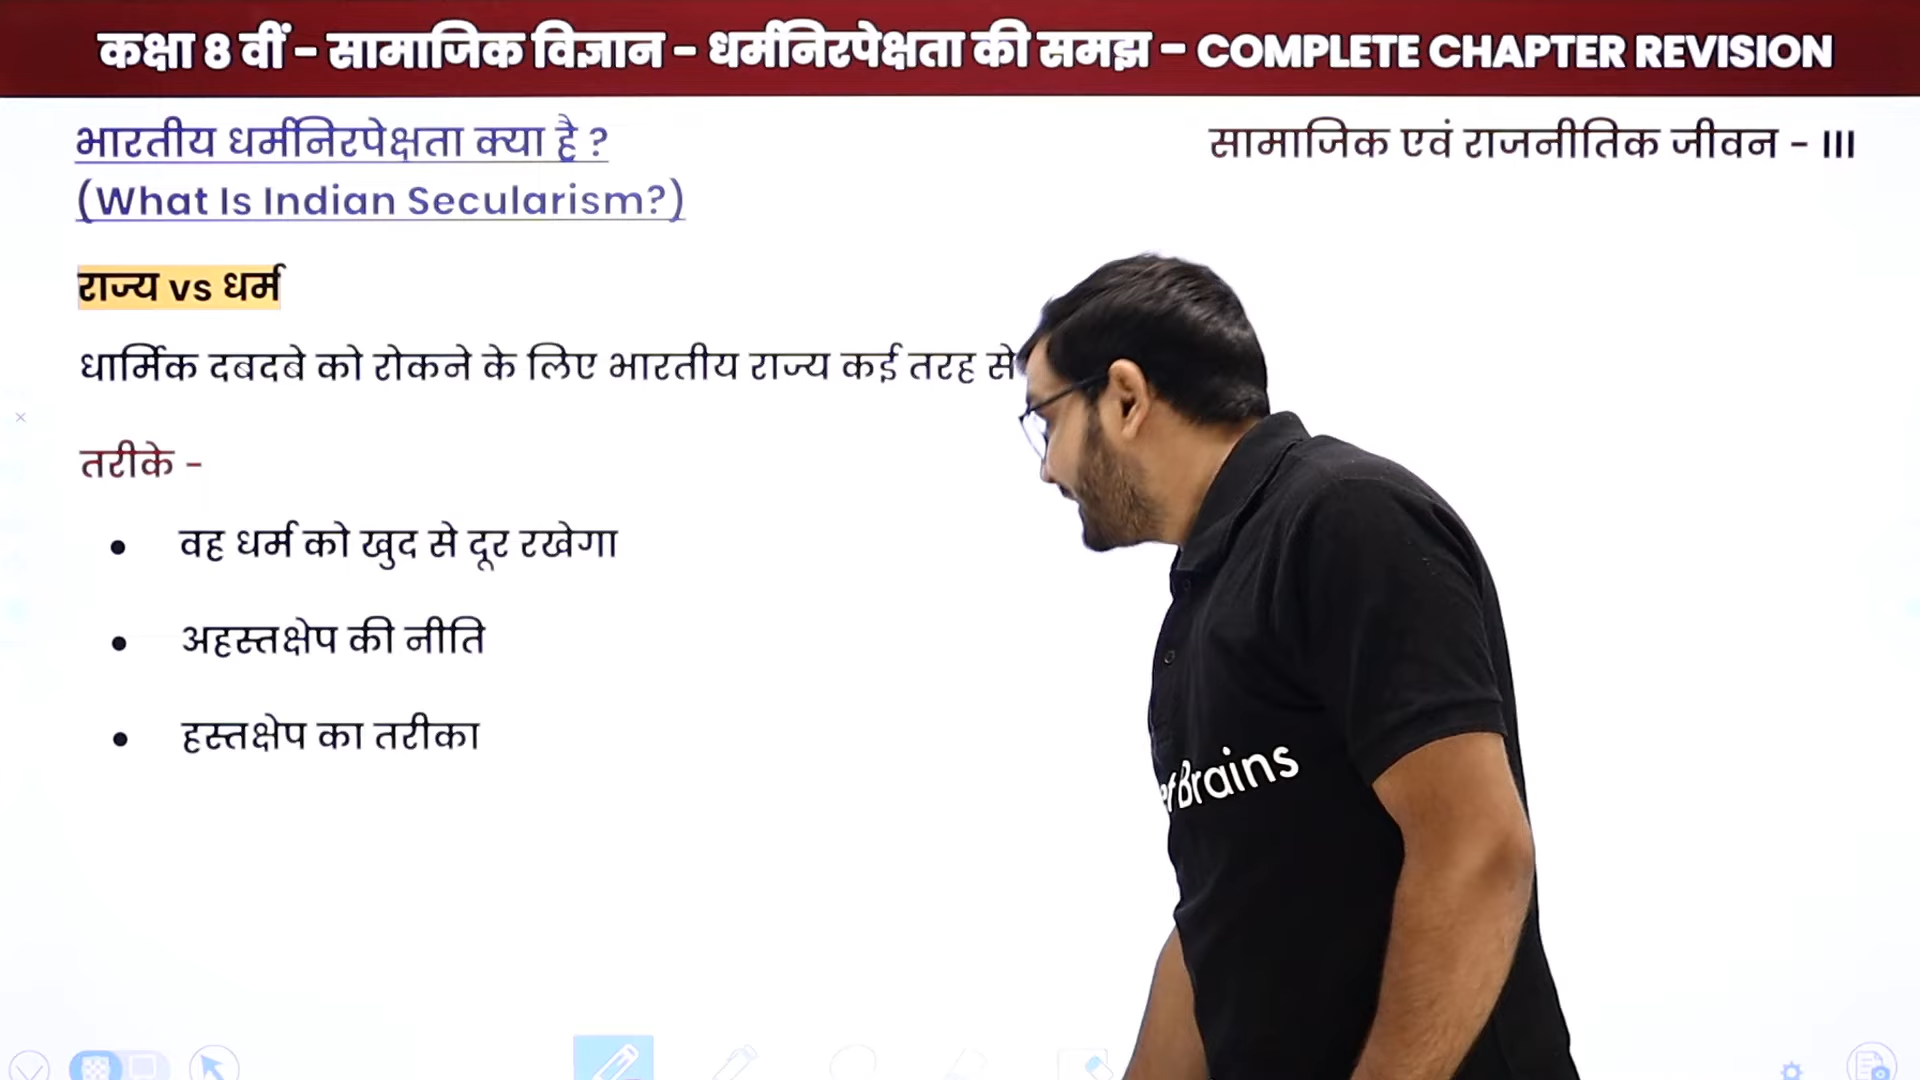 कक्षा 8 वीं - सामाजिक विज्ञान - धर्मनिरपेक्षता की समझ - COMPLETE CHAPTER REVISION
भारतीय धर्मनिरपेक्षता क्या है ?
(What Is Indian Secularism?)
सामाजिक एवं राजनीतिक जीवन - III
राज्य vs धर्म
धार्मिक दबदबे को रोकने के लिए भारतीय राज्य कई तरह से
तरीके -
• वह धर्म को खुद से दूर रखेगा
• अहस्तक्षेप की नीति
• हस्तक्षेप का तरीका
Brains